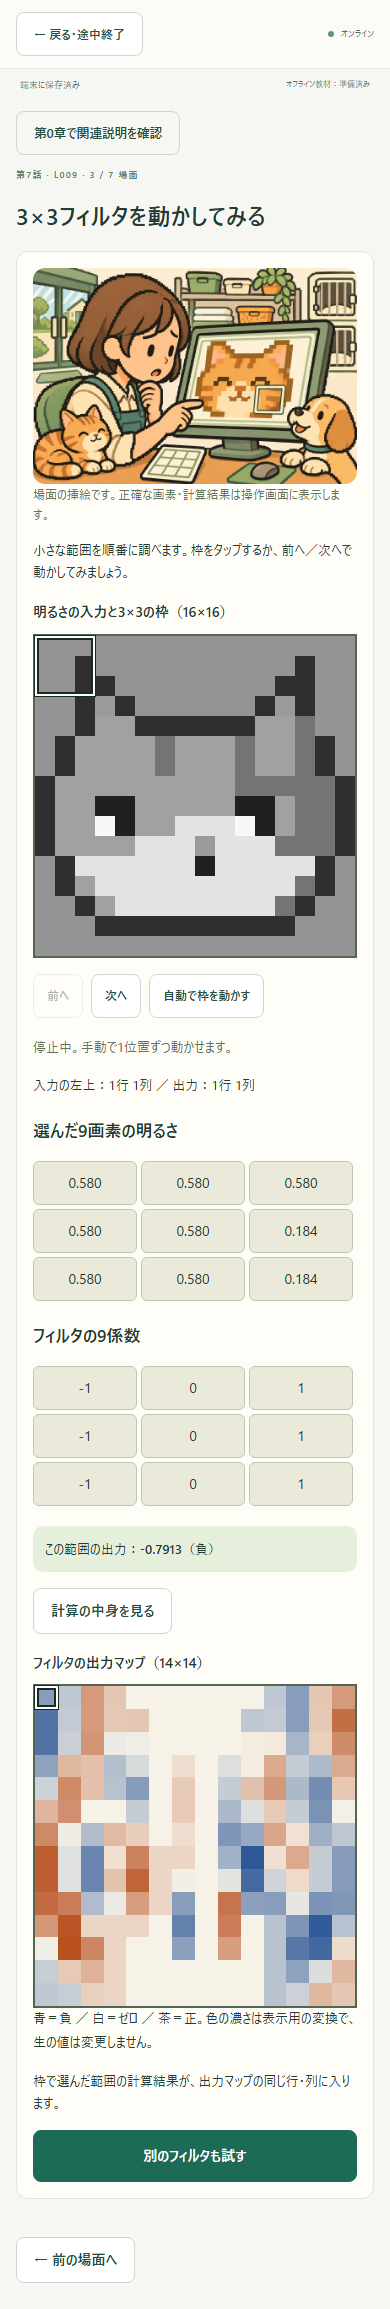 ← 戻る・途中終了
オンライン
端末に保存済み
オフライン教材：準備済み
第0章で関連説明を確認
第7話 · L009 · 3 / 7 場面
3×3フィルタを動かしてみる
場面の挿絵です。正確な画素・計算結果は操作画面に表示しま
す。
小さな範囲を順番に調べます。枠をタップするか、前へ／次へで
動かしてみましょう。
明るさの入力と3×3の枠（16×16）
前へ
次へ
自動で枠を動かす
停止中。手動で1位置ずつ動かせます。
入力の左上：1行 1列 ／ 出力：1行 1列
選んだ9画素の明るさ
0.580 0.580 0.580
0.580 0.580 0.184
0.580 0.580 0.184
フィルタの9係数
-1 0 1
-1 0 1
-1 0 1
この範囲の出力：-0.7913（負）
計算の中身を見る
フィルタの出力マップ（14×14）
青＝負 ／ 白＝ゼロ ／ 茶＝正。色の濃さは表示用の変換で、
生の値は変更しません。
枠で選んだ範囲の計算結果が、出力マップの同じ行・列に入り
ます。
別のフィルタも試す
← 前の場面へ